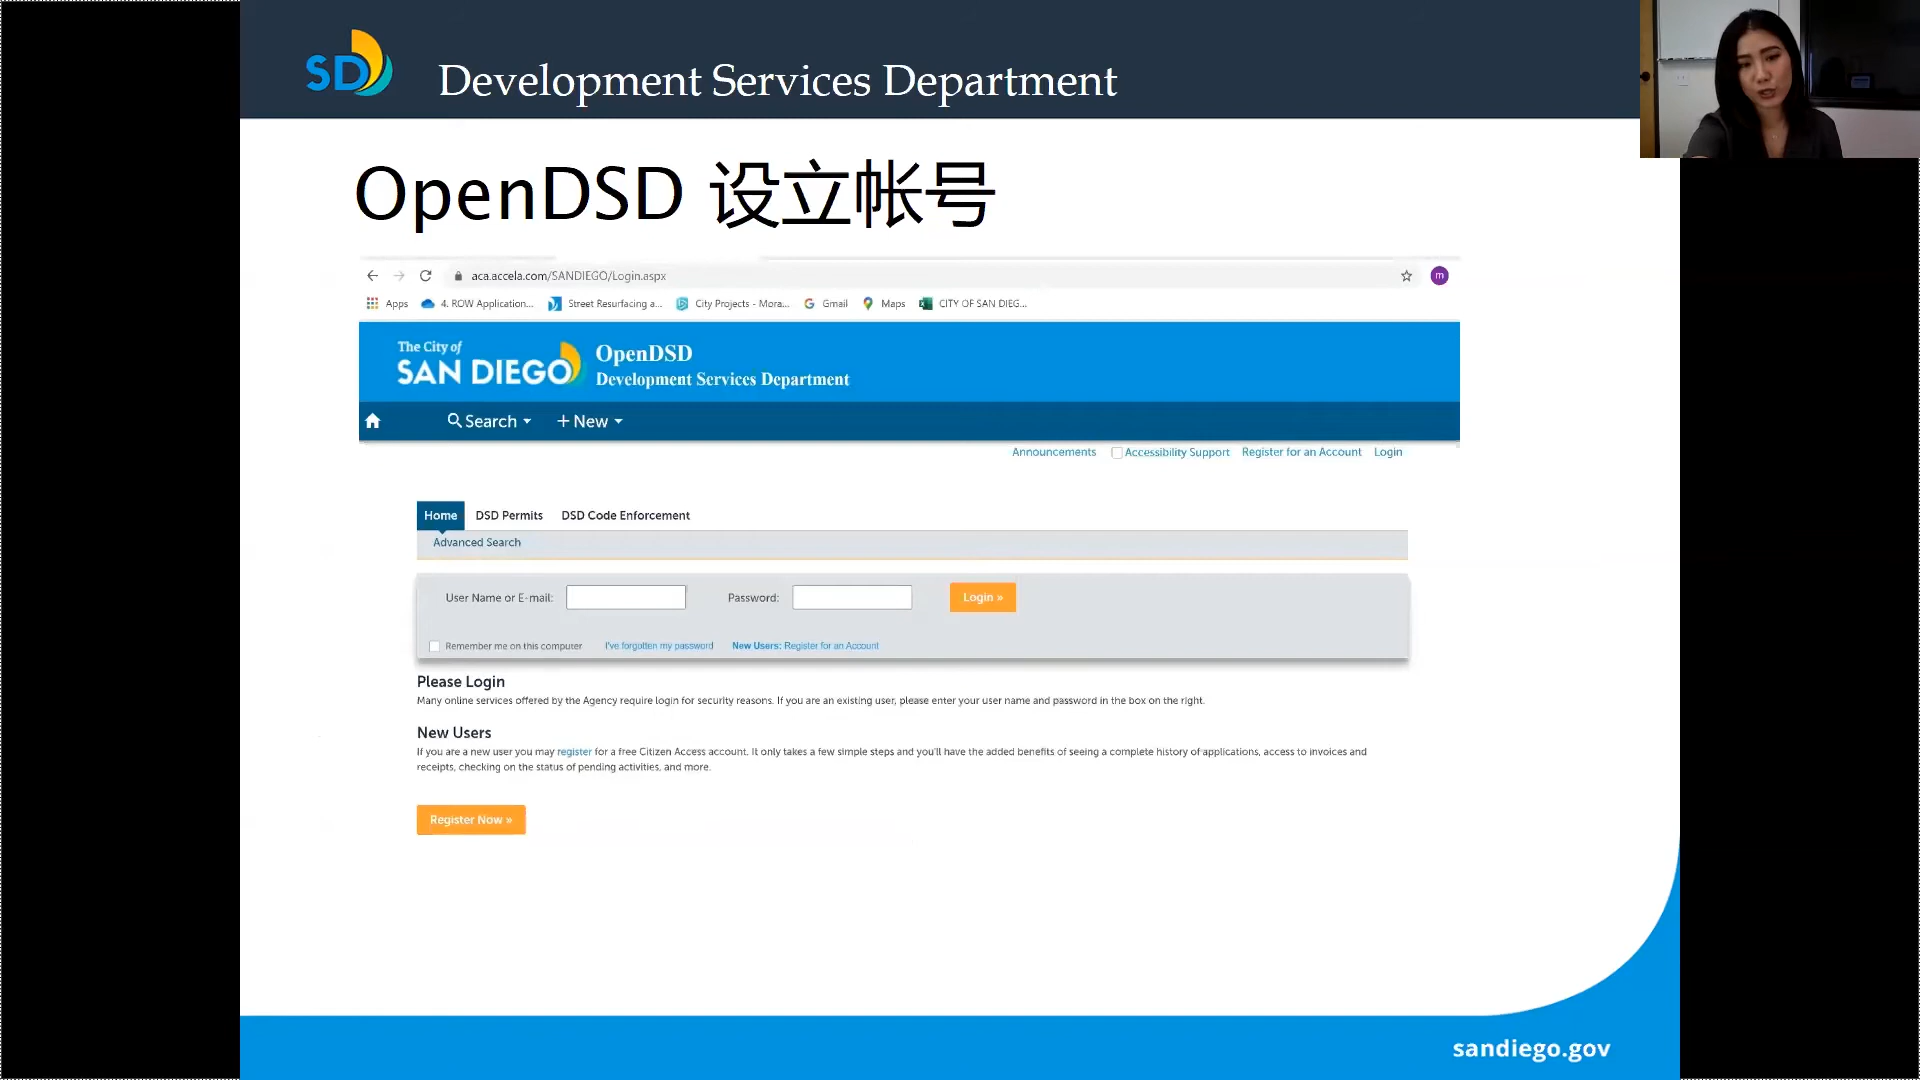 SD
Development Services Department
OpenDSD 设立帐号
aca.accela.com/SANDIEGO/Login.aspx
m
Apps 4. ROW Application... Street Resurfacing a... City Projects - Mora... Gmail Maps CITY OF SAN DIEG...
The City of
SAN DIEGO
OpenDSD
Development Services Department
Search + New
Announcements Accessibility Support Register for an Account Login
Home DSD Permits DSD Code Enforcement
Advanced Search
User Name or E-mail: Password: Login »
Remember me on this computer I've forgotten my password New Users: Register for an Account
Please Login
Many online services offered by the Agency require login for security reasons. If you are an existing user, please enter your user name and password in the box on the right.
New Users
If you are a new user you may register for a free Citizen Access account. It only takes a few simple steps and you'll have the added benefits of seeing a complete history of applications, access to invoices and
receipts, checking on the status of pending activities, and more.
Register Now »
sandiego.gov